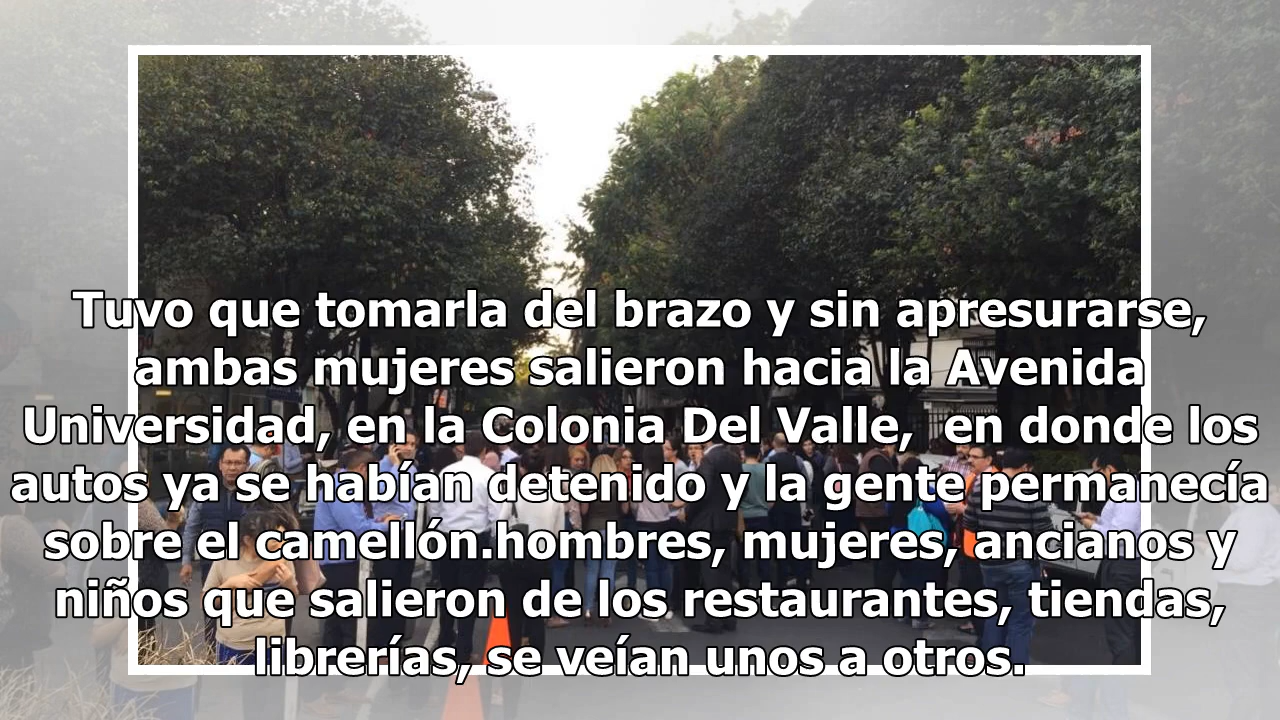 Tuvo que tomarla del brazo y sin apresurarse,
ambas mujeres salieron hacia la Avenida
Universidad, en la Colonia Del Valle,  en donde los
autos ya se habían detenido y la gente permanecía
sobre el camellón.hombres, mujeres, ancianos y
niños que salieron de los restaurantes, tiendas,
librerías, se veían unos a otros.